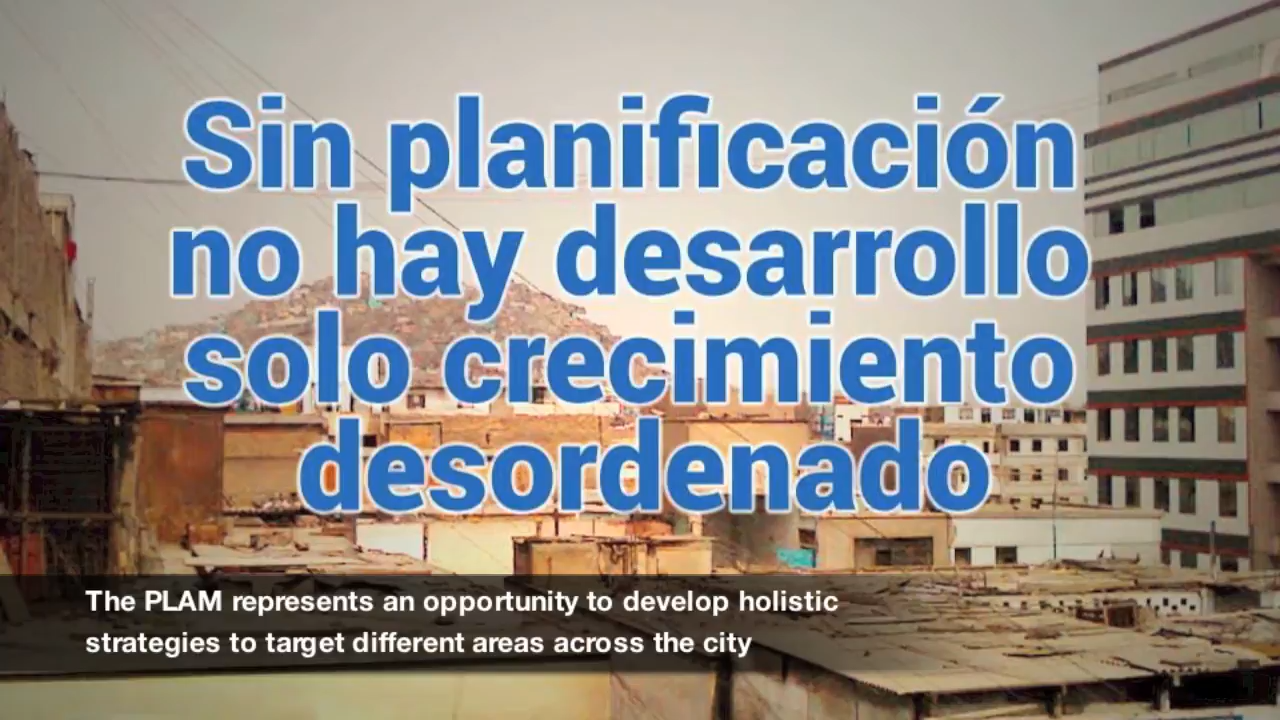 Sin planificación
no hay desarrollo
solo crecimiento
desordenado
The PLAM represents an opportunity to develop holistic
strategies to target different areas across the city